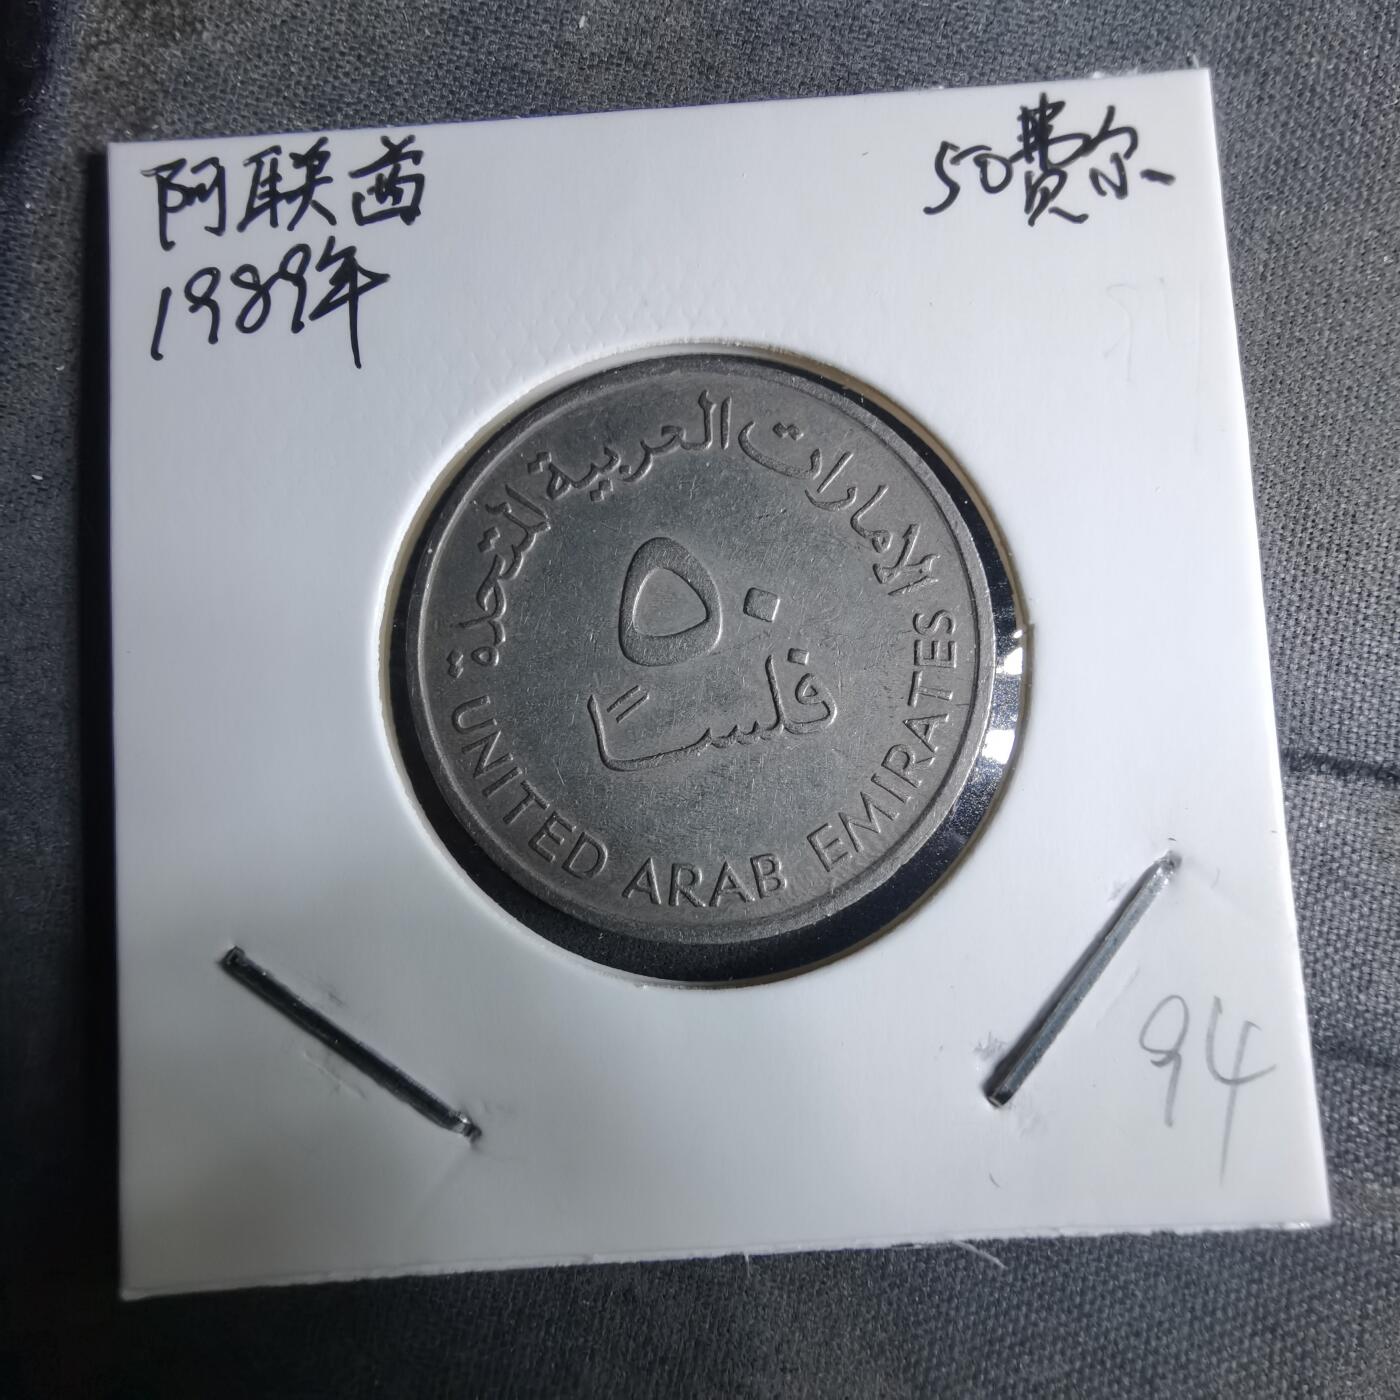 阿联酋
1989年
50费尔
الامارات العربية المتحدة
٥٠
فلساً
UNITED ARAB EMIRATES
94